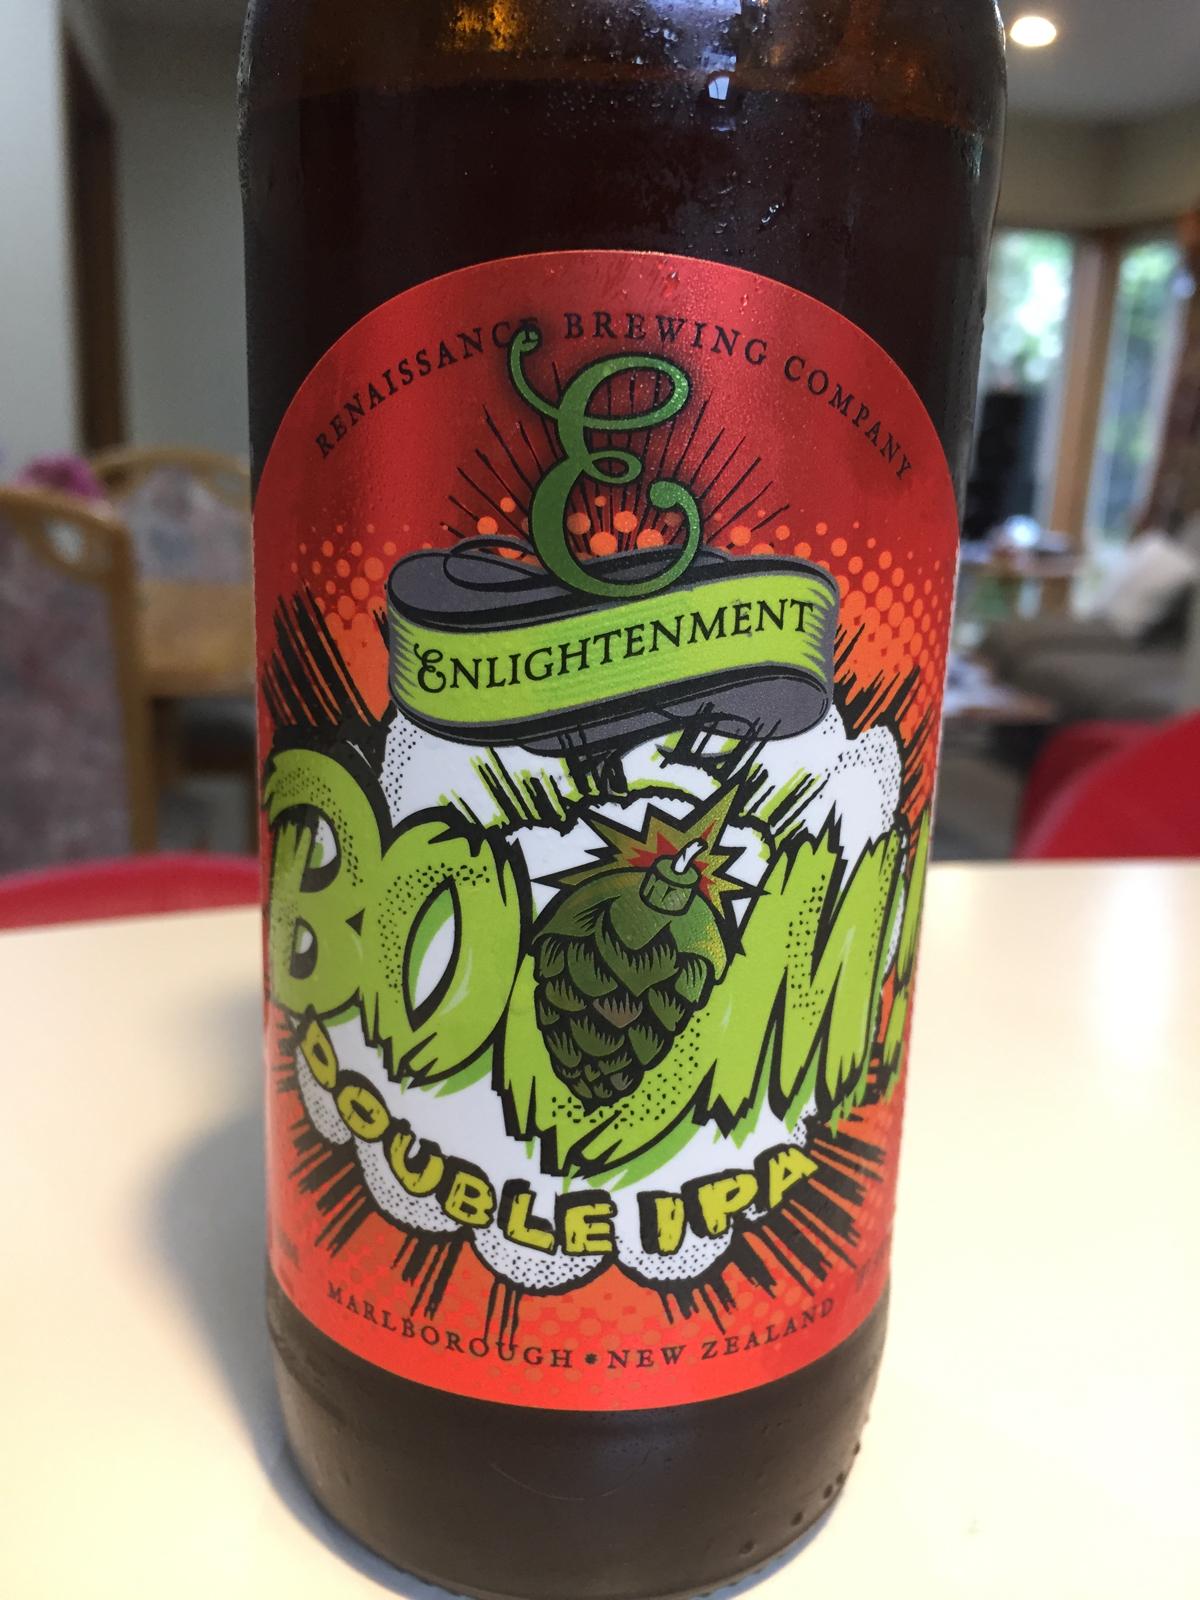 RENAISSANCE BREWING COMPANY
E
ENLIGHTENMENT
BOOM!
DOUBLE IPA
MARLBOROUGH * NEW ZEALAND